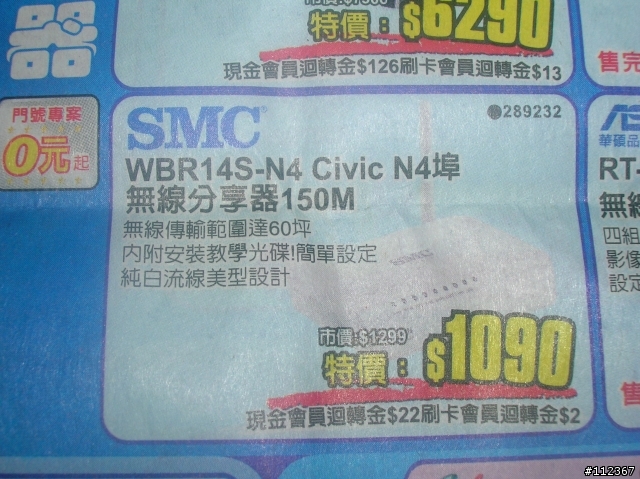 器
特價：$6290
現金會員迴轉金$126刷卡會員迴轉金$13
售完
門號專案
0元起
SMC
289232
WBR14S-N4 Civic N4埠
無線分享器150M
無線傳輸範圍達60坪
內附安裝教學光碟!簡單設定
純白流線美型設計
SMC
市價:$1299
特價：$1090
現金會員迴轉金$22刷卡會員迴轉金$2
華碩品
RT-
無線
四組
影像
設定
售
#112367